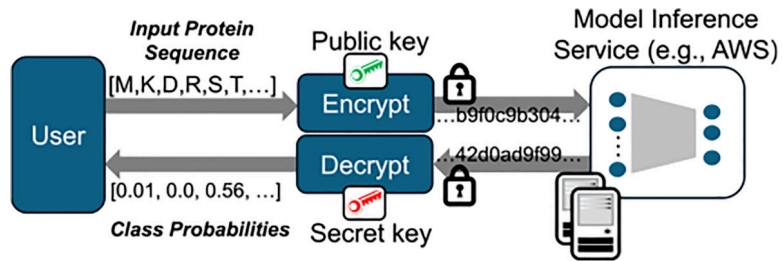 Input Protein
Sequence
Public key
Model Inference
Service (e.g., AWS)
[M,K,D,R,S,T,...]
User
Encrypt
...b9f0c9b304...
Decrypt
...42d0ad9f99...
[0.01, 0.0, 0.56, ...]
Class Probabilities
Secret key